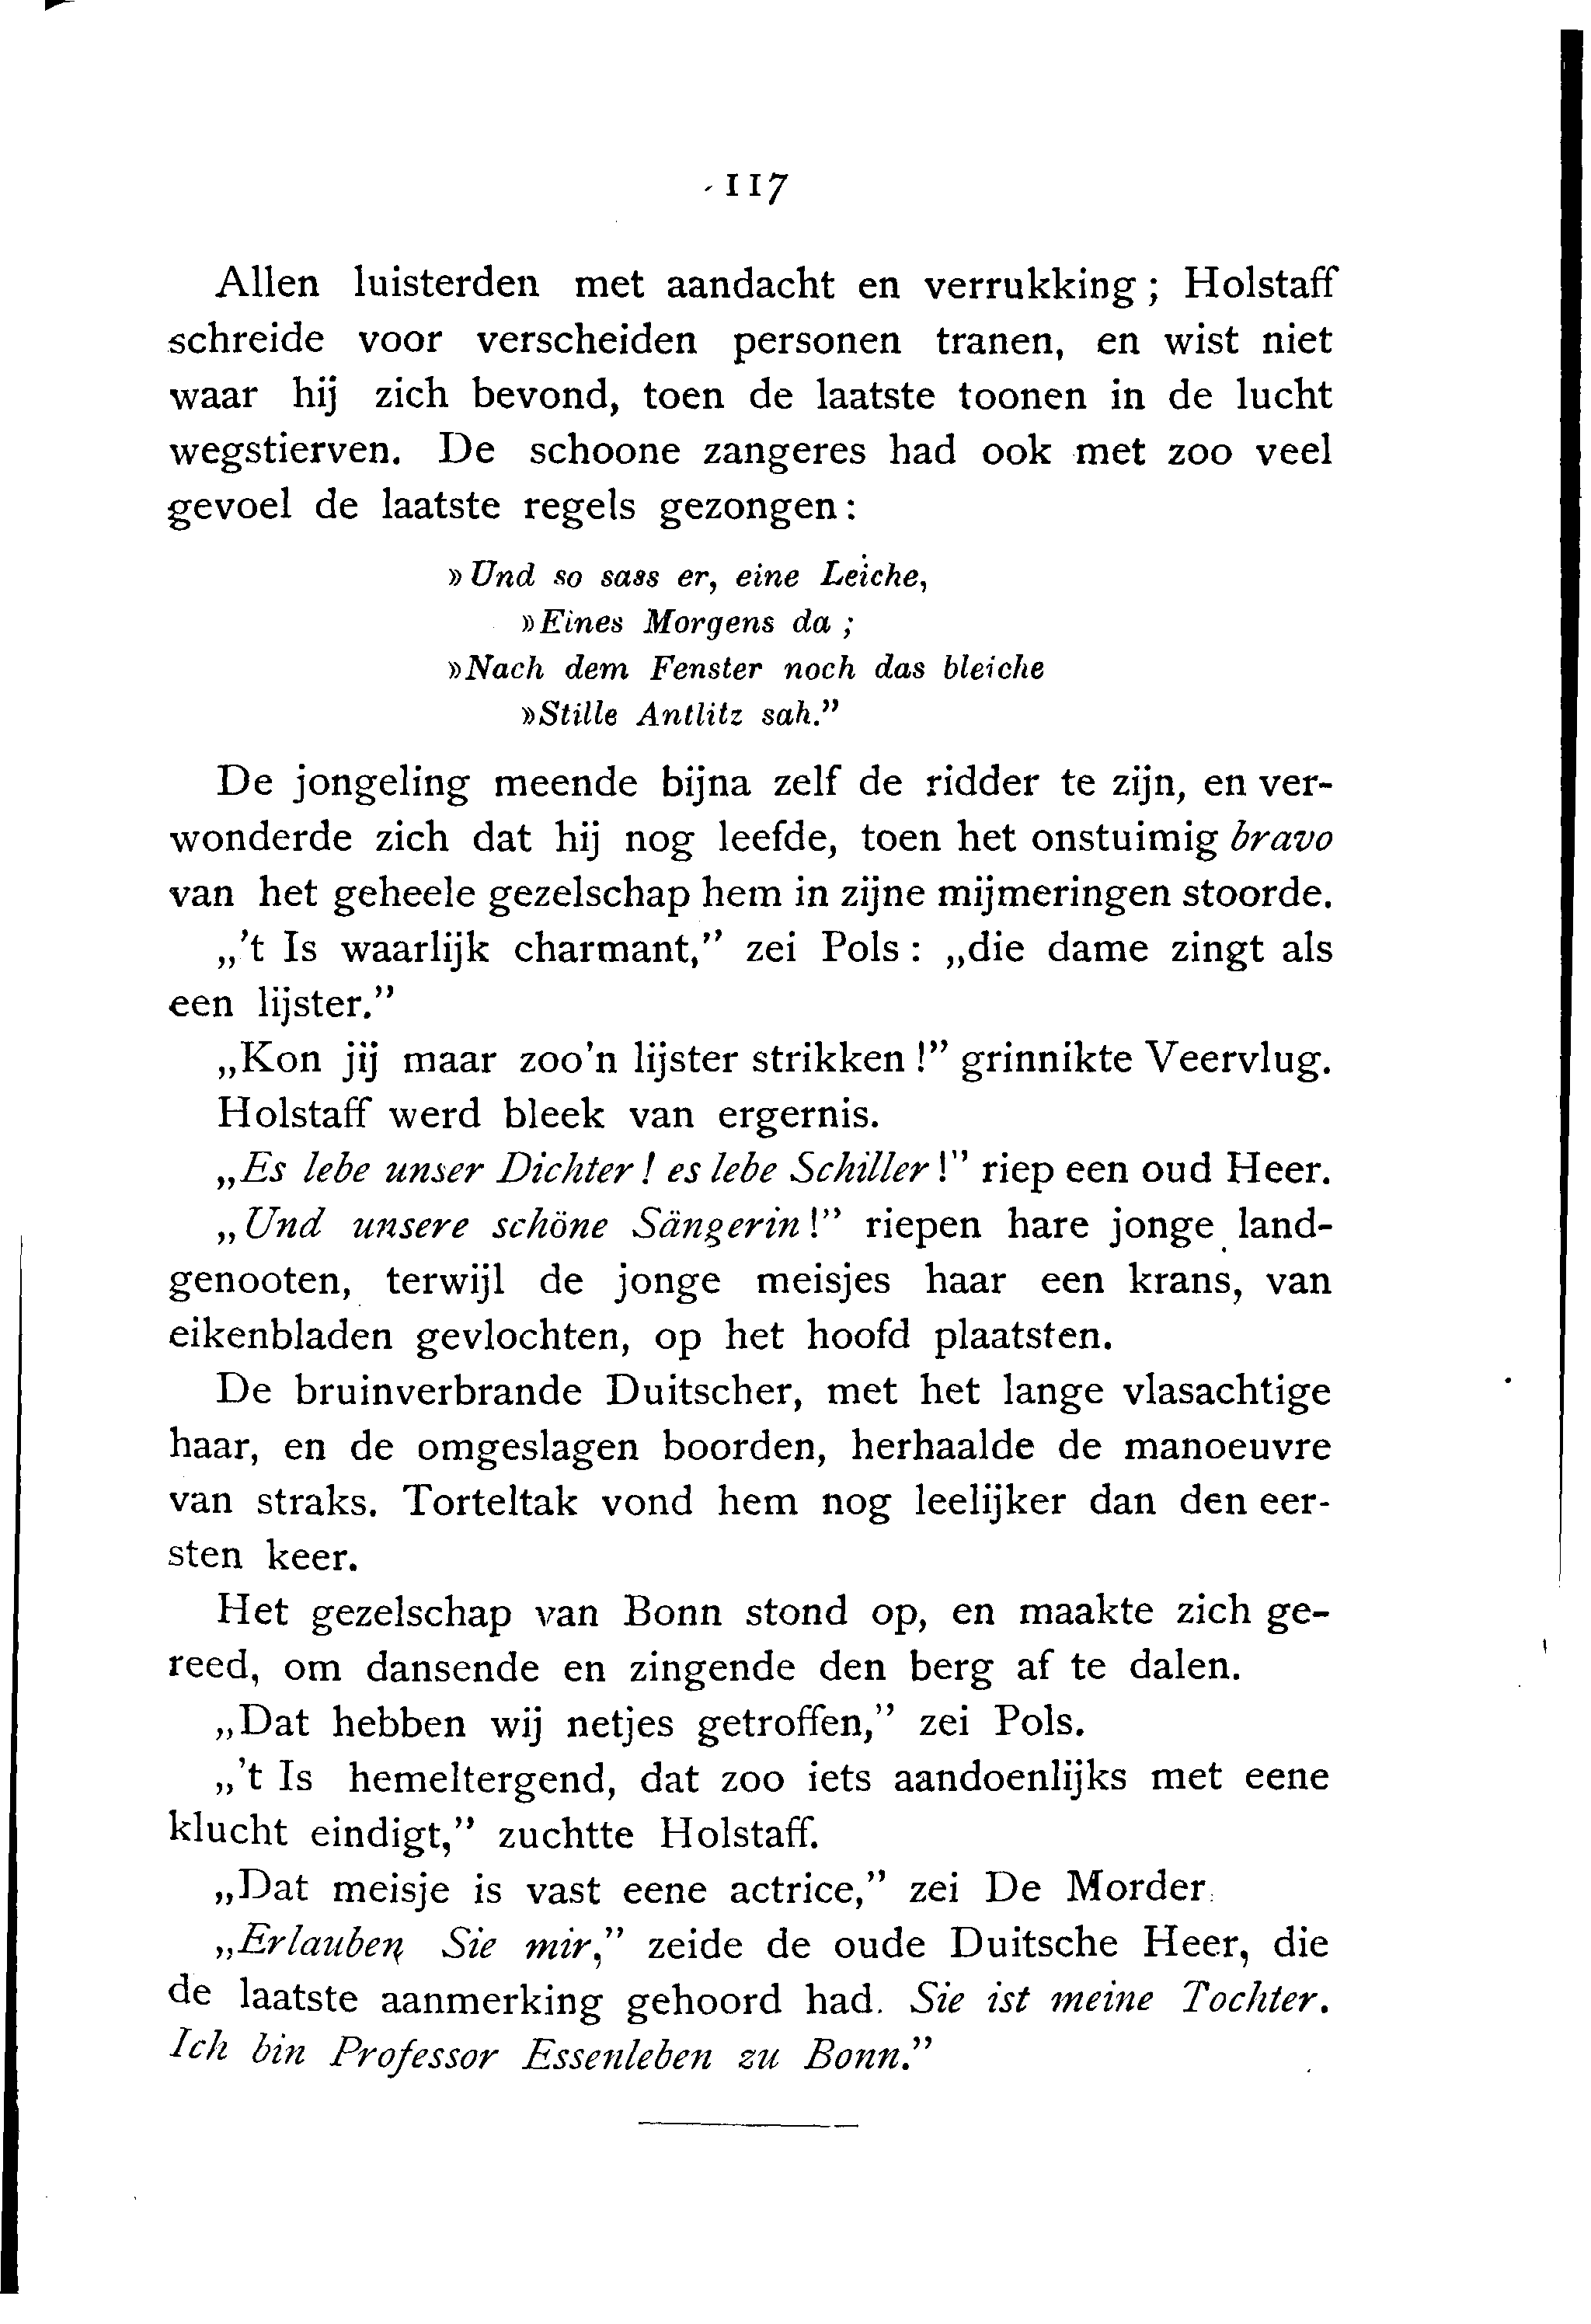 117
Allen luisterden met aandacht en verrukking; Holstaff
schreide voor verscheiden personen tranen, en wist niet
waar hij zich bevond, toen de laatste toonen in de lucht
wegstierven. De schoone zangeres had ook met zoo veel
gevoel de laatste regels gezongen:
»Und so sass er, eine Leiche,
»Eines Morgens da;
»Nach dem Fenster noch das bleiche
»Stille Antlitz sah.”
De jongeling meende bijna zelf de ridder te zijn, en ver-
wonderde zich dat hij nog leefde, toen het onstuimig bravo
van het geheele gezelschap hem in zijne mijmeringen stoorde.
„’t Is waarlijk charmant,” zei Pols: „die dame zingt als
een lijster.”
„Kon jij maar zoo’n lijster strikken!” grinnikte Veervlug.
Holstaff werd bleek van ergernis.
„Es lebe unser Dichter! es lebe Schiller!” riep een oud Heer.
„Und unsere schöne Sängerin!” riepen hare jonge land-
genooten, terwijl de jonge meisjes haar een krans, van
eikenbladen gevlochten, op het hoofd plaatsten.
De bruinverbrande Duitscher, met het lange vlasachtige
haar, en de omgeslagen boorden, herhaalde de manoeuvre
van straks. Torteltak vond hem nog leelijker dan den eer-
sten keer.
Het gezelschap van Bonn stond op, en maakte zich ge-
reed, om dansende en zingende den berg af te dalen.
„Dat hebben wij netjes getroffen,” zei Pols.
„’t Is hemeltergend, dat zoo iets aandoenlijks met eene
klucht eindigt,” zuchtte Holstaff.
„Dat meisje is vast eene actrice,” zei De Morder.
„Erlauben Sie mir,” zeide de oude Duitsche Heer, die
de laatste aanmerking gehoord had. Sie ist meine Tochter.
Ich bin Professor Essenleben zu Bonn.”